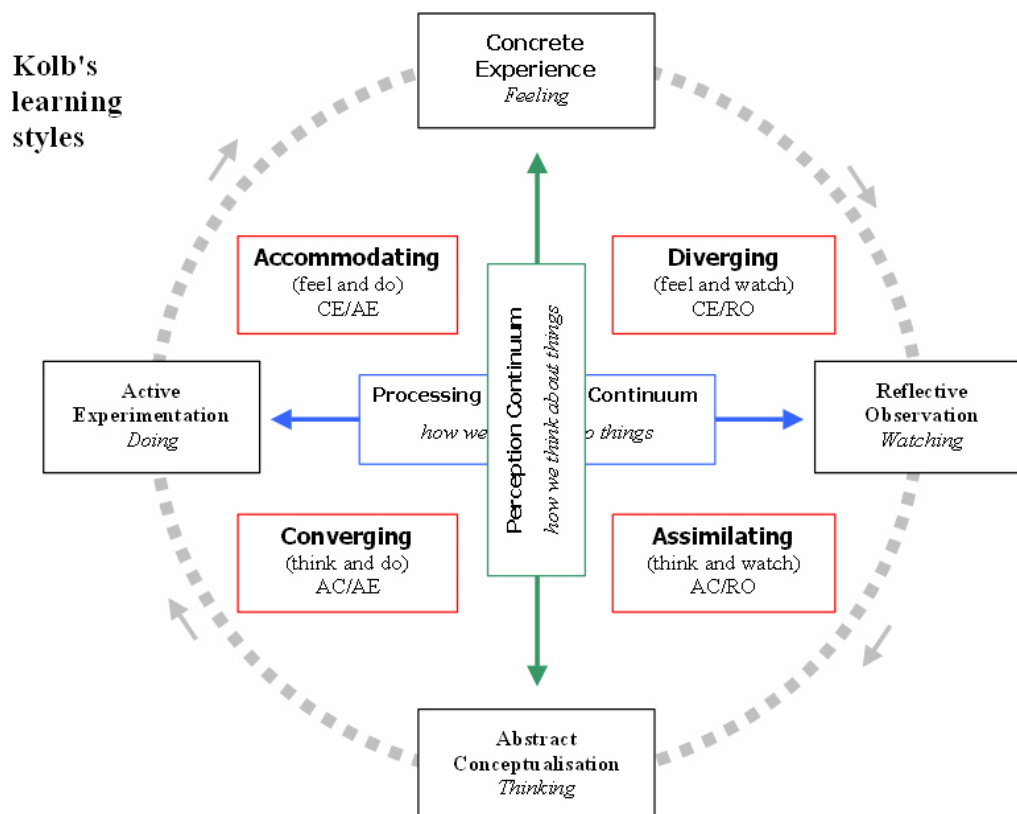 Kolb's
learning
styles
Concrete
Experience
Feeling
Accommodating
(feel and do)
CE/AE
Diverging
(feel and watch)
CE/RO
Perception Continuum
how we think about things
Active
Experimentation
Doing
Processing Continuum
how we o things
Reflective
Observation
Watching
Converging
(think and do)
AC/AE
Assimilating
(think and watch)
AC/RO
Abstract
Conceptualisation
Thinking